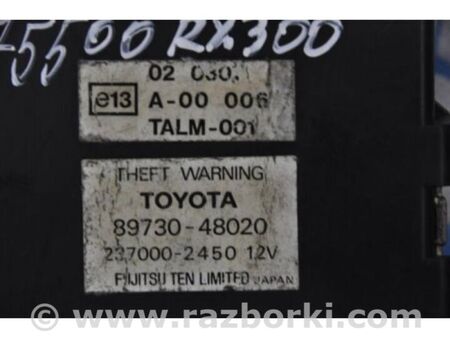 75500 RX300
02 030
e13 A-00 006
TALM-001
THEFT WARNING
TOYOTA
89730-48020
237000-2450 12V
FUJITSU TEN LIMITED JAPAN
© www.razborki.com